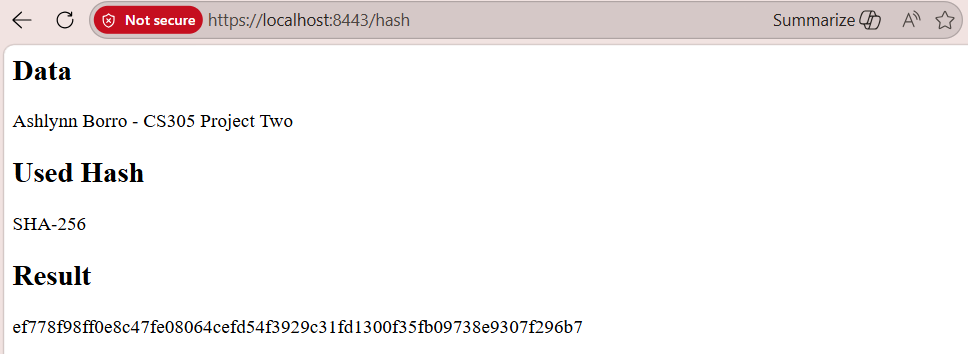 Not secure https://localhost:8443/hash Summarize
Data
Ashlynn Borro - CS305 Project Two
Used Hash
SHA-256
Result
ef778f98ff0e8c47fe08064cefd54f3929c31fd1300f35fb09738e9307f296b7